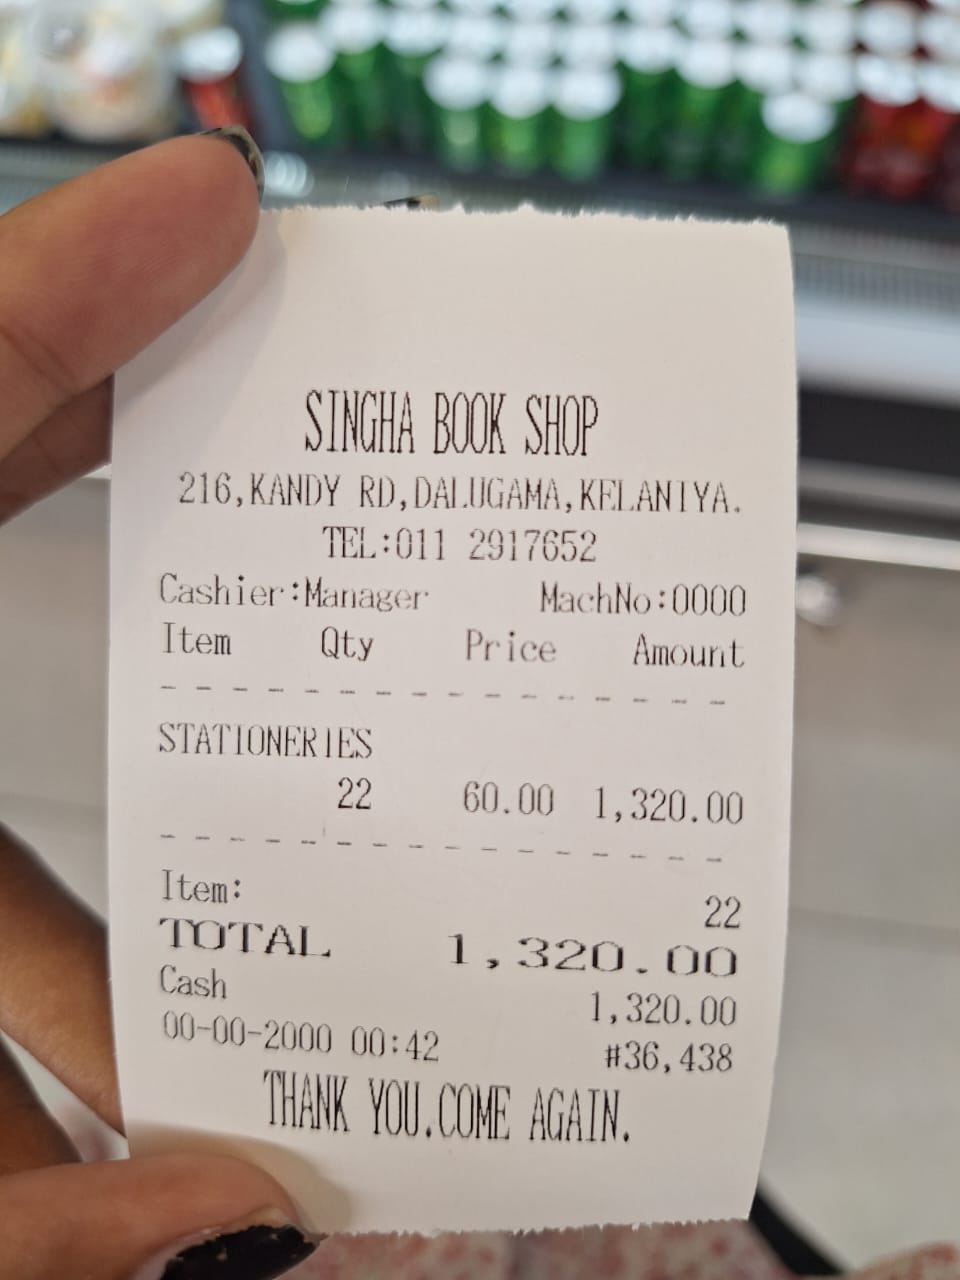 SINGHA BOOK SHOP
216,KANDY RD,DALUGAMA,KELANIYA.
TEL:011 2917652
Cashier:Manager MachNo:0000
Item Qty Price Amount
STATIONERIES
22 60.00 1,320.00
Item: 22
TOTAL 1,320.00
Cash 1,320.00
00-00-2000 00:42 #36,438
THANK YOU.COME AGAIN.